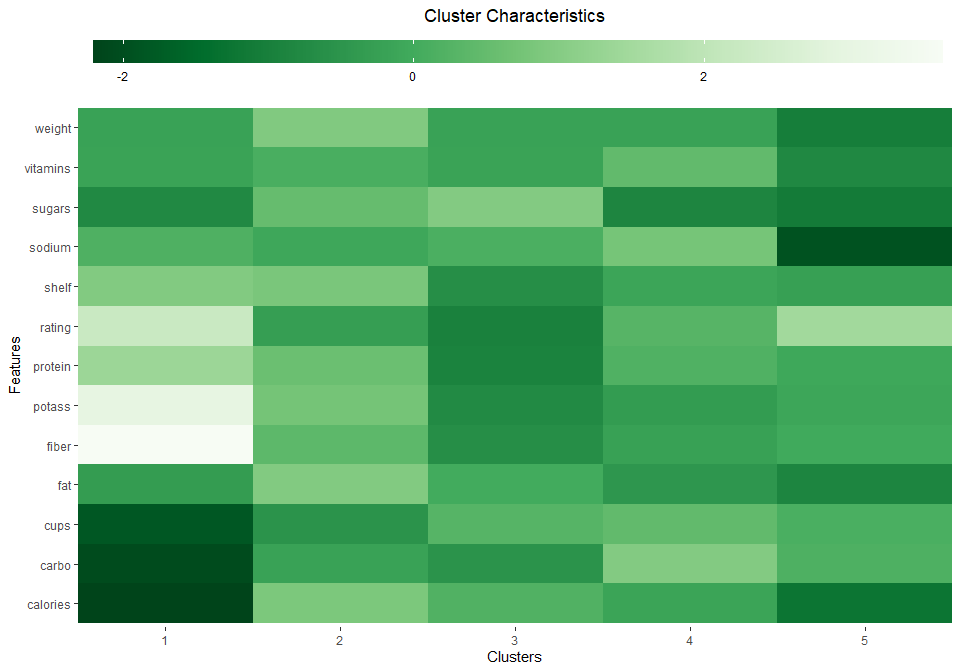 Cluster Characteristics
-2 0 2
weight
vitamins
sugars
sodium
shelf
rating
protein
potass
fiber
fat
cups
carbo
calories
Features
1 2 3 4 5
Clusters